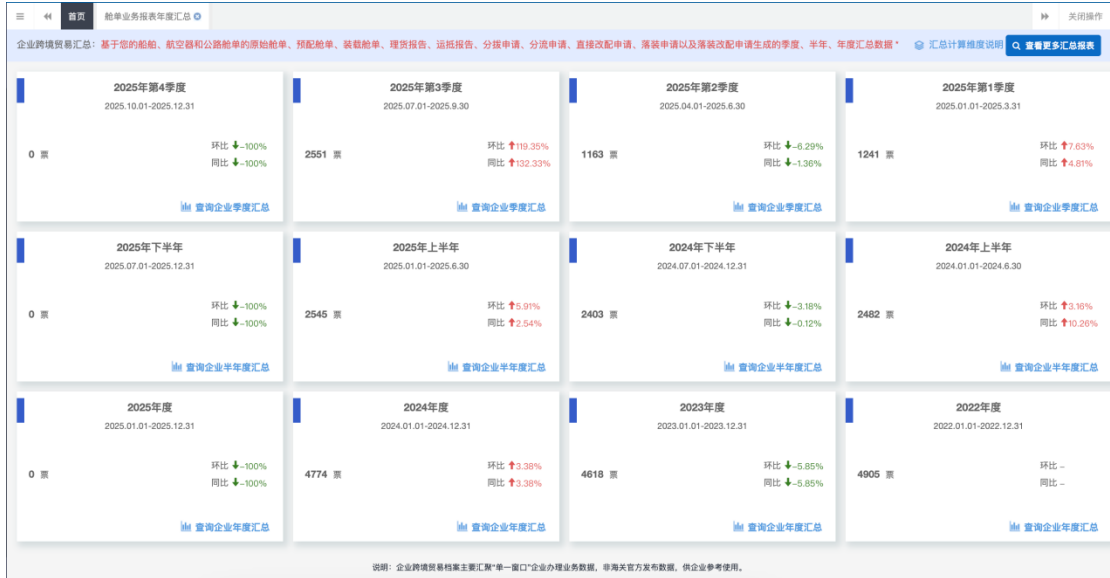 首页 舱单业务报表年度汇总 关闭操作
企业跨境贸易汇总：基于您的船舶、航空器和公路舱单的原始舱单、预配舱单、装载舱单、理货报告、运抵报告、分拨申请、分流申请、直接改配申请、落装申请以及落装改配申请生成的季度、半年、年度汇总数据 * 汇总计算维度说明 查看更多汇总报表
2025年第4季度
2025.10.01-2025.12.31
0 票
环比 -100%
同比 -100%
查询企业季度汇总
2025年第3季度
2025.07.01-2025.9.30
2551 票
环比 119.35%
同比 132.33%
查询企业季度汇总
2025年第2季度
2025.04.01-2025.6.30
1163 票
环比 -6.29%
同比 -1.36%
查询企业季度汇总
2025年第1季度
2025.01.01-2025.3.31
1241 票
环比 7.63%
同比 4.81%
查询企业季度汇总
2025年下半年
2025.07.01-2025.12.31
0 票
环比 -100%
同比 -100%
查询企业半年度汇总
2025年上半年
2025.01.01-2025.6.30
2545 票
环比 5.91%
同比 2.54%
查询企业半年度汇总
2024年下半年
2024.07.01-2024.12.31
2403 票
环比 -3.18%
同比 -0.12%
查询企业半年度汇总
2024年上半年
2024.01.01-2024.6.30
2482 票
环比 3.16%
同比 10.26%
查询企业半年度汇总
2025年度
2025.01.01-2025.12.31
0 票
环比 -100%
同比 -100%
查询企业年度汇总
2024年度
2024.01.01-2024.12.31
4774 票
环比 3.38%
同比 3.38%
查询企业年度汇总
2023年度
2023.01.01-2023.12.31
4618 票
环比 -5.85%
同比 -5.85%
查询企业年度汇总
2022年度
2022.01.01-2022.12.31
4905 票
环比 -
同比 -
查询企业年度汇总
说明：企业跨境贸易档案主要汇聚"单一窗口"企业办理业务数据，非海关官方发布数据，供企业参考使用。